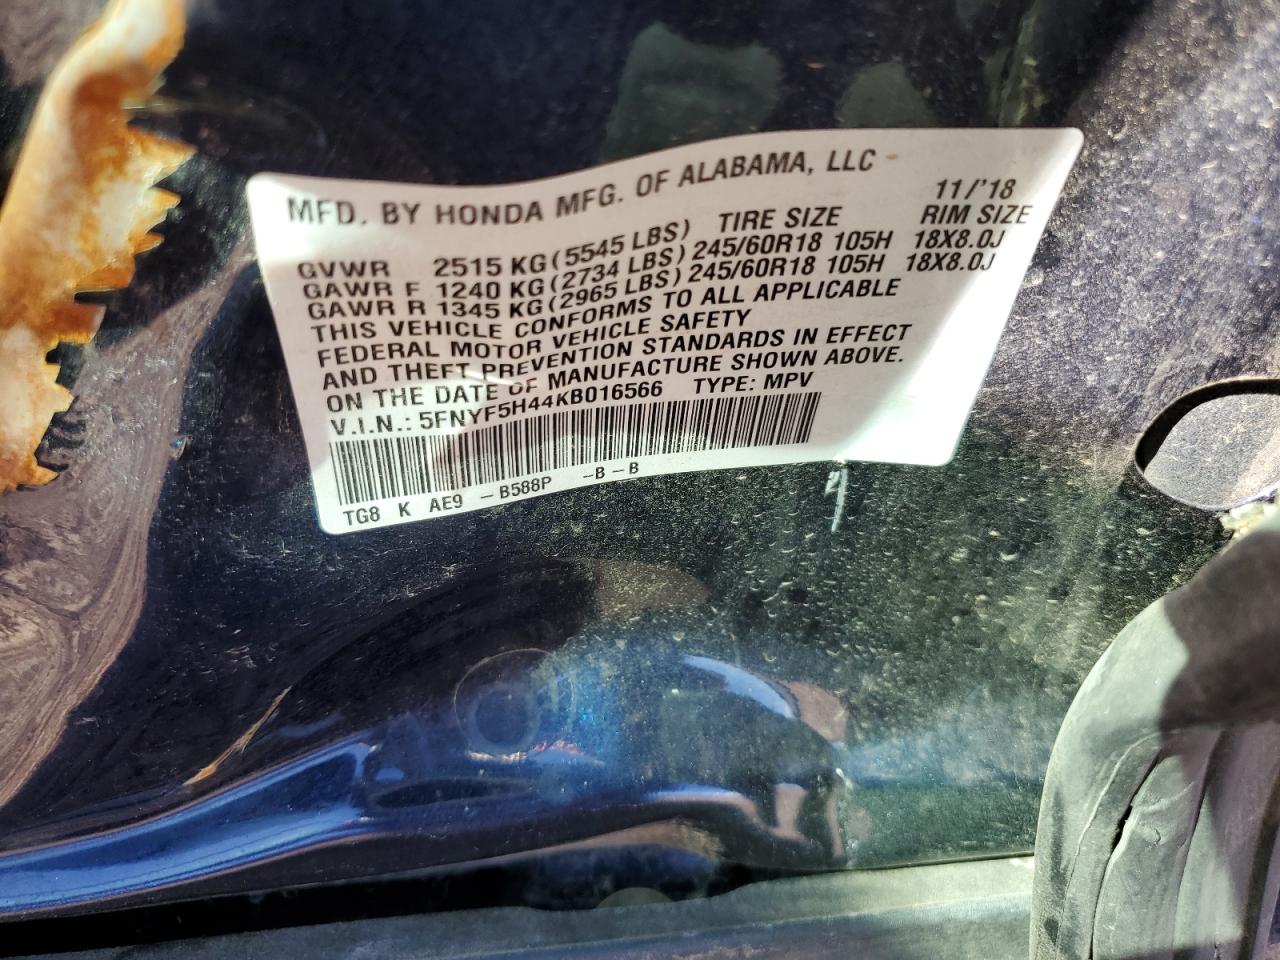 MFD. BY HONDA MFG. OF ALABAMA, LLC
11/'18
TIRE SIZE RIM SIZE
GVWR 2515 KG (5545 LBS)
GAWR F 1240 KG (2734 LBS) 245/60R18 105H 18X8.0J
GAWR R 1345 KG (2965 LBS) 245/60R18 105H 18X8.0J
THIS VEHICLE CONFORMS TO ALL APPLICABLE
FEDERAL MOTOR VEHICLE SAFETY
AND THEFT PREVENTION STANDARDS IN EFFECT
ON THE DATE OF MANUFACTURE SHOWN ABOVE.
V.I.N.: 5FNYF5H44KB016566 TYPE: MPV
TG8 K AE9 -B588P -B-B